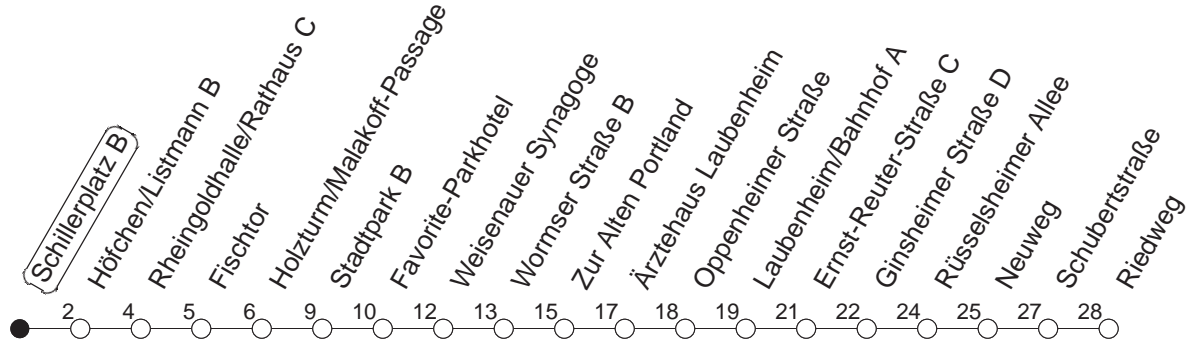 Schillerplatz B
Höfchen/Listmann B
Rheingoldhalle/Rathaus C
Fischtor
Holzturm/Malakoff-Passage
Stadtpark B
Favorite-Parkhotel
Weisenauer Synagoge
Wormser Straße B
Zur Alten Portland
Ärztehaus Laubenheim
Oppenheimer Straße
Laubenheim/Bahnhof A
Ernst-Reuter-Straße C
Ginsheimer Straße D
Rüsselsheimer Allee
Neuweg
Schubertstraße
Riedweg
2 4 5 6 9 10 12 13 15 17 18 19 21 22 24 25 27 28